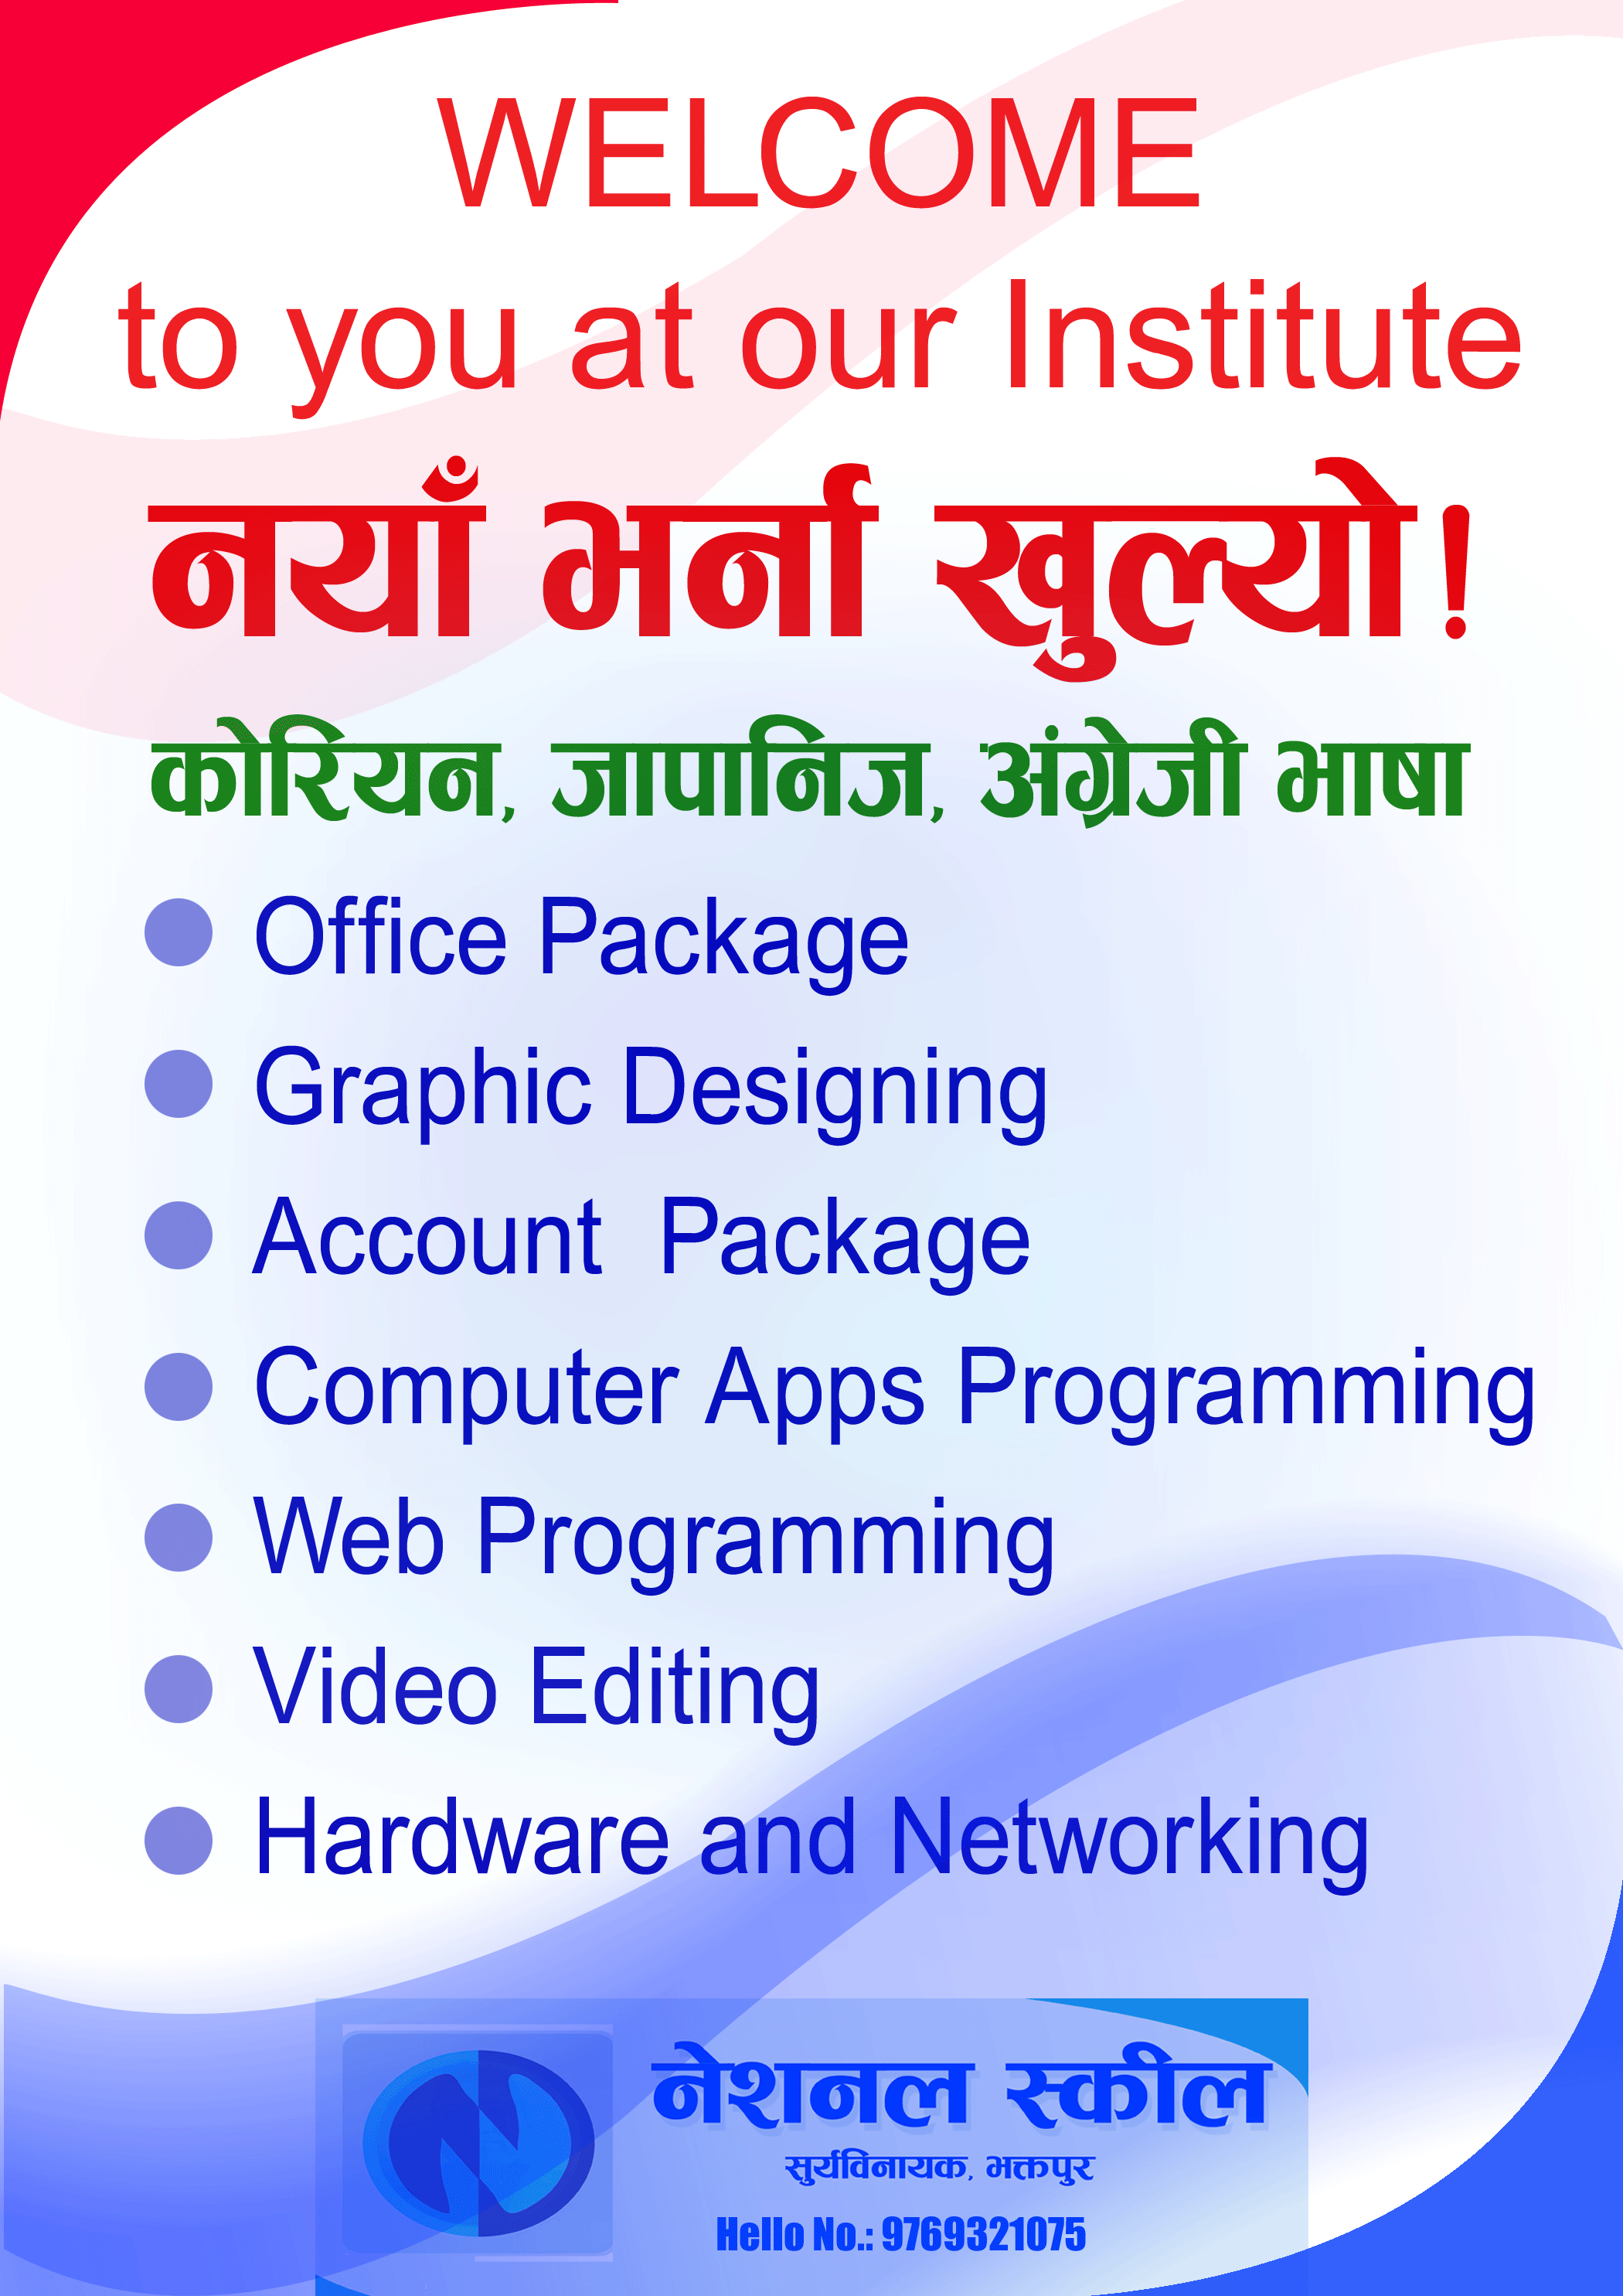 WELCOME
to you at our Institute
नयाँ भर्ना खुल्यो!
कोरियन, जापानिज, अंग्रेजी भाषा
Office Package
Graphic Designing
Account Package
Computer Apps Programming
Web Programming
Video Editing
Hardware and Networking
नेशनल स्कील
सुर्यविनायक, भक्तपुर
Hello No.: 9769321075